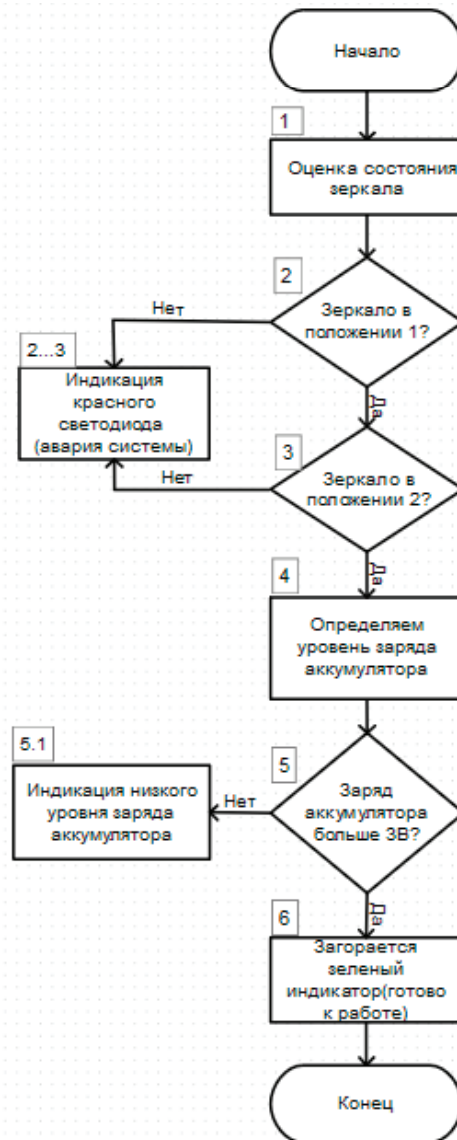 Начало
1
Оценка состояния
зеркала
2
Зеркало в
положении 1?
Нет
2...3
Индикация
красного
светодиода
(авария системы)
Да
3
Зеркало в
положении 2?
Нет
Да
4
Определяем
уровень заряда
аккумулятора
5.1
Индикация низкого
уровня заряда
аккумулятора
Нет
5
Заряд
аккумулятора
больше 3В?
Да
6
Загорается
зеленый
индикатор(готово
к работе)
Конец